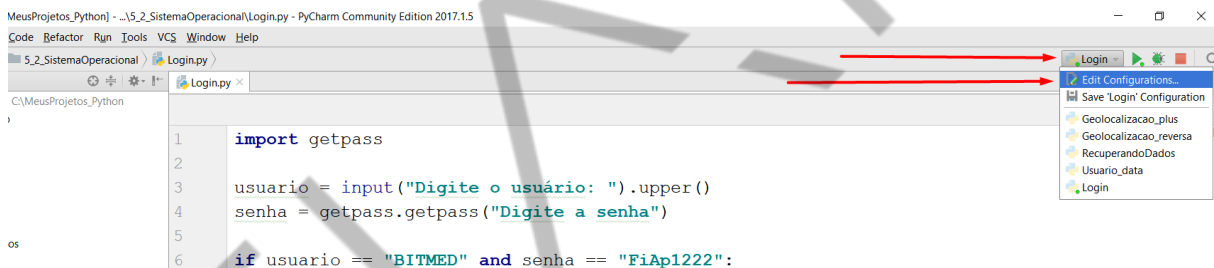 MeusProjetos_Python] - ...\5_2_SistemaOperacional\Login.py - PyCharm Community Edition 2017.1.5
Code Refactor Run Tools VCS Window Help
5_2_SistemaOperacional Login.py
Login
Login.py
Edit Configurations...
C:\MeusProjetos_Python
Save 'Login' Configuration
Geolocalizacao_plus
Geolocalizacao_reversa
RecuperandoDados
Usuario_data
Login
1 import getpass
2
3 usuario = input("Digite o usuário: ").upper()
4 senha = getpass.getpass("Digite a senha")
5
os
6 if usuario == "BITMED" and senha == "FiAp1222":